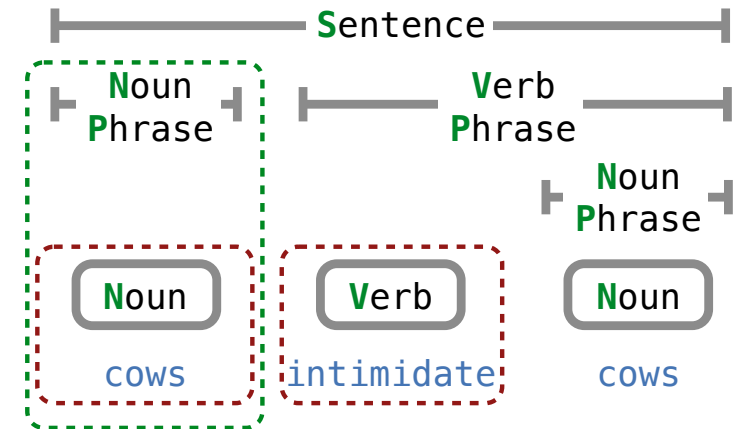 Sentence
Noun Phrase
Verb Phrase
Noun Phrase
Noun Verb Noun
cows intimidate cows